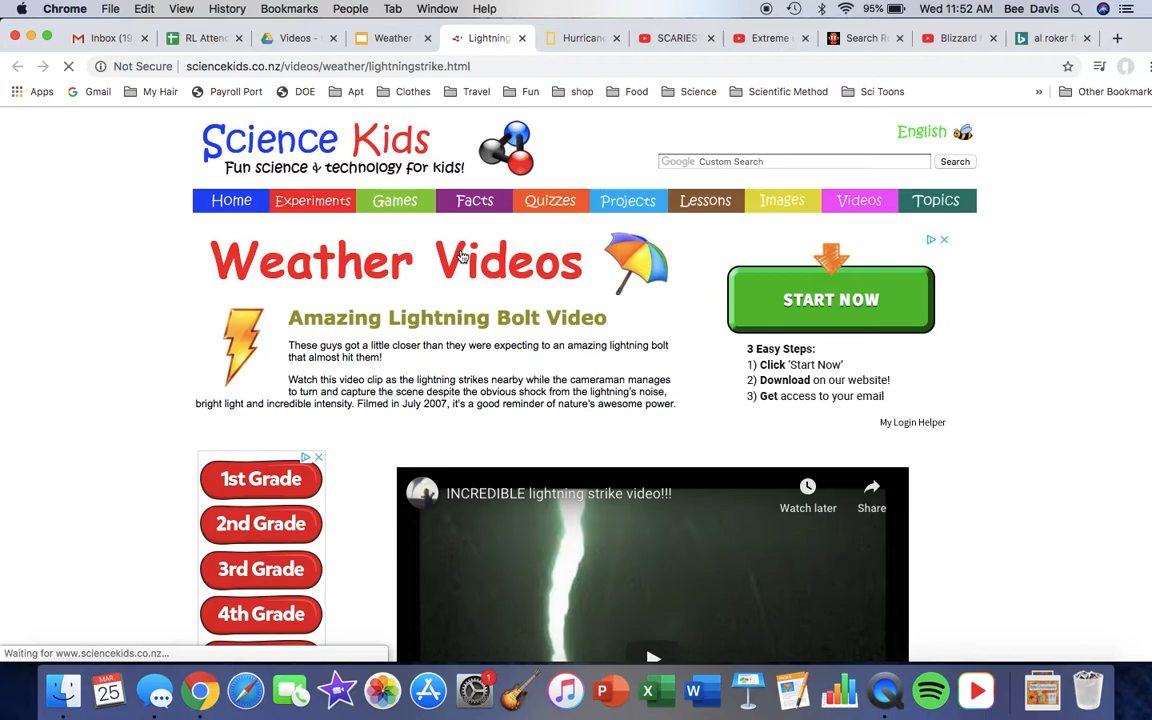 Chrome File Edit View History Bookmarks People Tab Window Help 95% Wed 11:52 AM Bee Davis
Inbox (19 RL Attend Videos - Weather Lightning Hurricane SCARIES Extreme Search R Blizzard al roker f
Not Secure sciencekids.co.nz/videos/weather/lightningstrike.html
Apps Gmail My Hair Payroll Port DOE Apt Clothes Travel Fun shop Food Science Scientific Method Sci Toons » Other Bookmark
Science Kids
Fun science & technology for kids!
English
Google Custom Search Search
Home Experiments Games Facts Quizzes Projects Lessons Images Videos Topics
Weather Videos
Amazing Lightning Bolt Video
These guys got a little closer than they were expecting to an amazing lightning bolt
that almost hit them!
Watch this video clip as the lightning strikes nearby while the cameraman manages
to turn and capture the scene despite the obvious shock from the lightning's noise,
bright light and incredible intensity. Filmed in July 2007, it's a good reminder of nature's awesome power.
START NOW
3 Easy Steps:
1) Click 'Start Now'
2) Download on our website!
3) Get access to your email
My Login Helper
1st Grade
2nd Grade
3rd Grade
4th Grade
INCREDIBLE lightning strike video!!!
Watch later
Share
Waiting for www.sciencekids.co.nz...
MAR
25
1